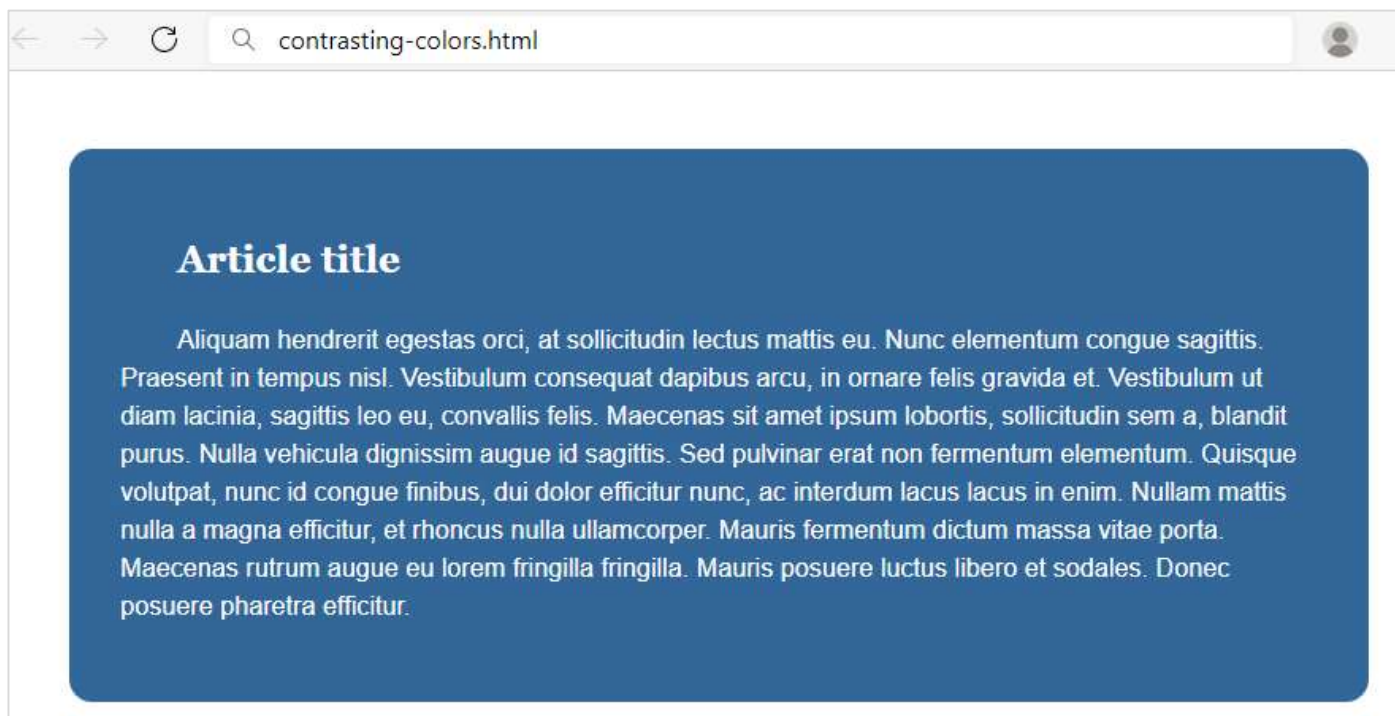 contrasting-colors.html
Article title
Aliquam hendrerit egestas orci, at sollicitudin lectus mattis eu. Nunc elementum congue sagittis.
Praesent in tempus nisl. Vestibulum consequat dapibus arcu, in ornare felis gravida et. Vestibulum ut
diam lacinia, sagittis leo eu, convallis felis. Maecenas sit amet ipsum lobortis, sollicitudin sem a, blandit
purus. Nulla vehicula dignissim augue id sagittis. Sed pulvinar erat non fermentum elementum. Quisque
volutpat, nunc id congue finibus, dui dolor efficitur nunc, ac interdum lacus lacus in enim. Nullam mattis
nulla a magna efficitur, et rhoncus nulla ullamcorper. Mauris fermentum dictum massa vitae porta.
Maecenas rutrum augue eu lorem fringilla fringilla. Mauris posuere luctus libero et sodales. Donec
posuere pharetra efficitur.